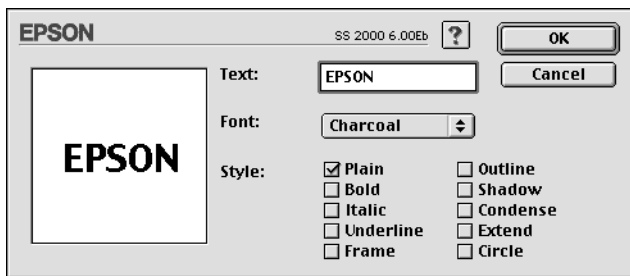 EPSON
SS 2000 6.00Eb ?
OK
Cancel
Text: EPSON
Font: Charcoal
EPSON
Style:
Plain Outline
Bold Shadow
Italic Condense
Underline Extend
Frame Circle